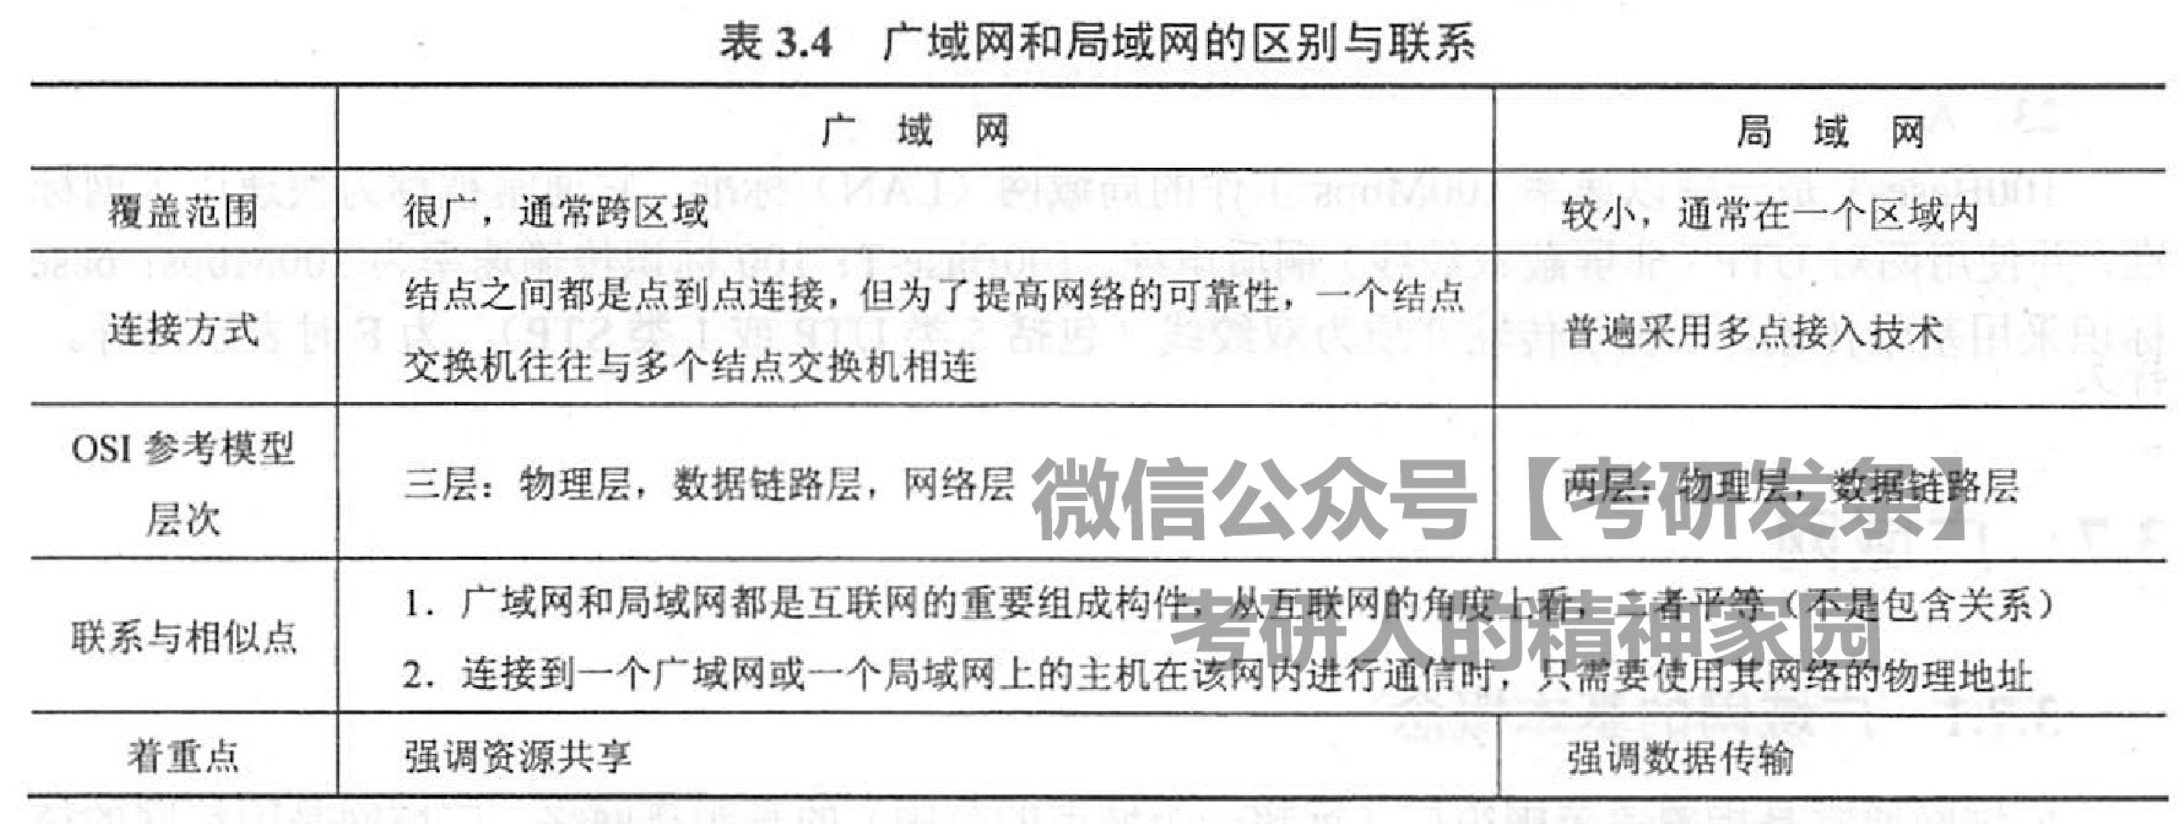 表 3.4 广域网和局域网的区别与联系
广 域 网 局 域 网
覆盖范围 很广，通常跨区域 较小，通常在一个区域内
连接方式 结点之间都是点到点连接，但为了提高网络的可靠性，一个结点
交换机往往与多个结点交换机相连 普遍采用多点接入技术
OSI 参考模型
层次 三层：物理层，数据链路层，网络层 两层：物理层，数据链路层
微信公众号【考研发条】
联系与相似点 1．广域网和局域网都是互联网的重要组成构件，从互联网的角度上看，二者平等（不是包含关系）
考研人的精神家园
2．连接到一个广域网或一个局域网上的主机在该网内进行通信时，只需要使用其网络的物理地址
着重点 强调资源共享 强调数据传输